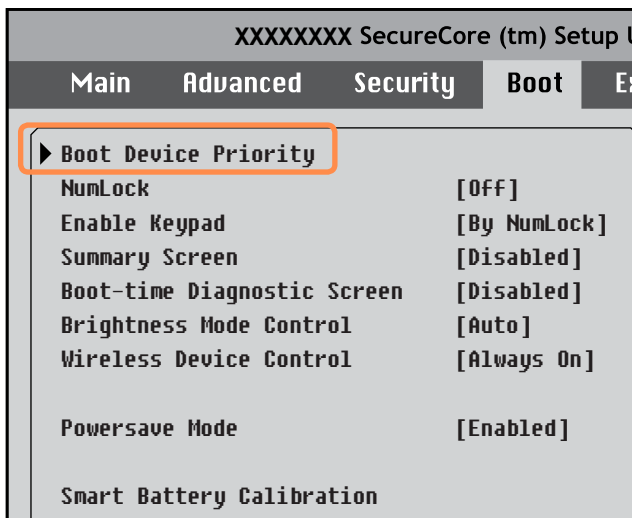 XXXXXXXX SecureCore (tm) Setup
Main Advanced Security Boot
Boot Device Priority
NumLock [Off]
Enable Keypad [By NumLock]
Summary Screen [Disabled]
Boot-time Diagnostic Screen [Disabled]
Brightness Mode Control [Auto]
Wireless Device Control [Always On]
Powersave Mode [Enabled]
Smart Battery Calibration